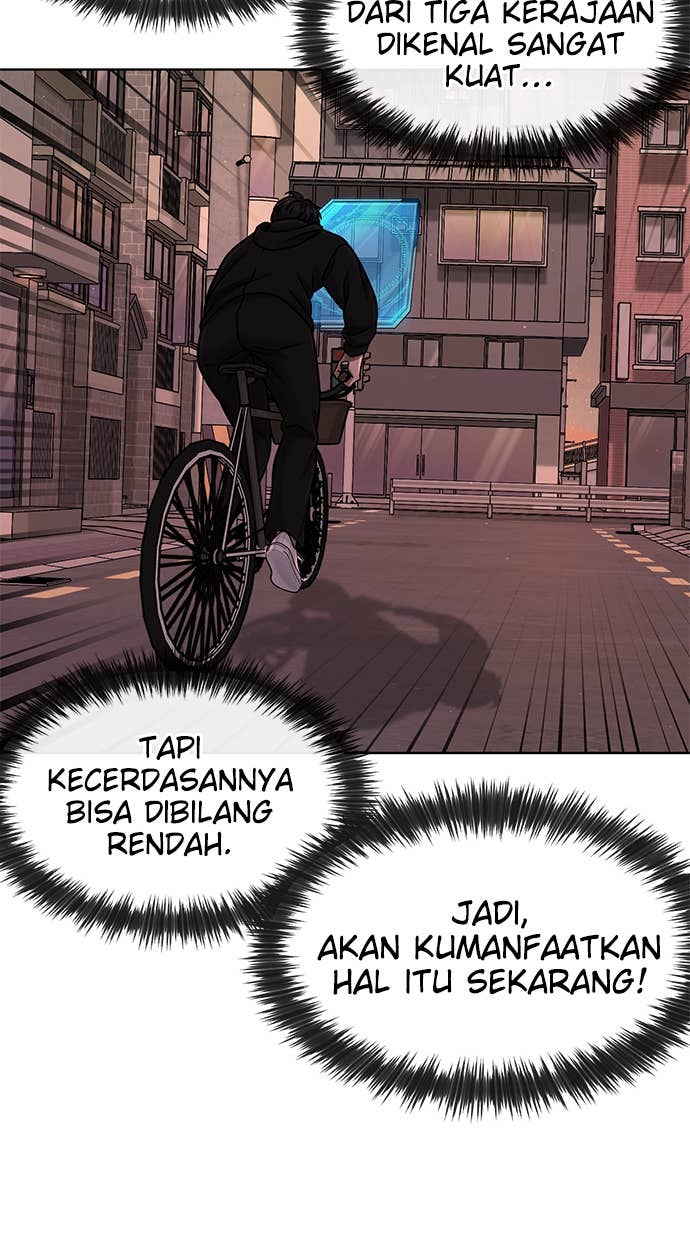 DARI TIGA KERAJAAN
DIKENAL SANGAT
KUAT...
TAPI
KECERDASANNYA
BISA DIBILANG
RENDAH.
JADI,
AKAN KUMANFAATKAN
HAL ITU SEKARANG!